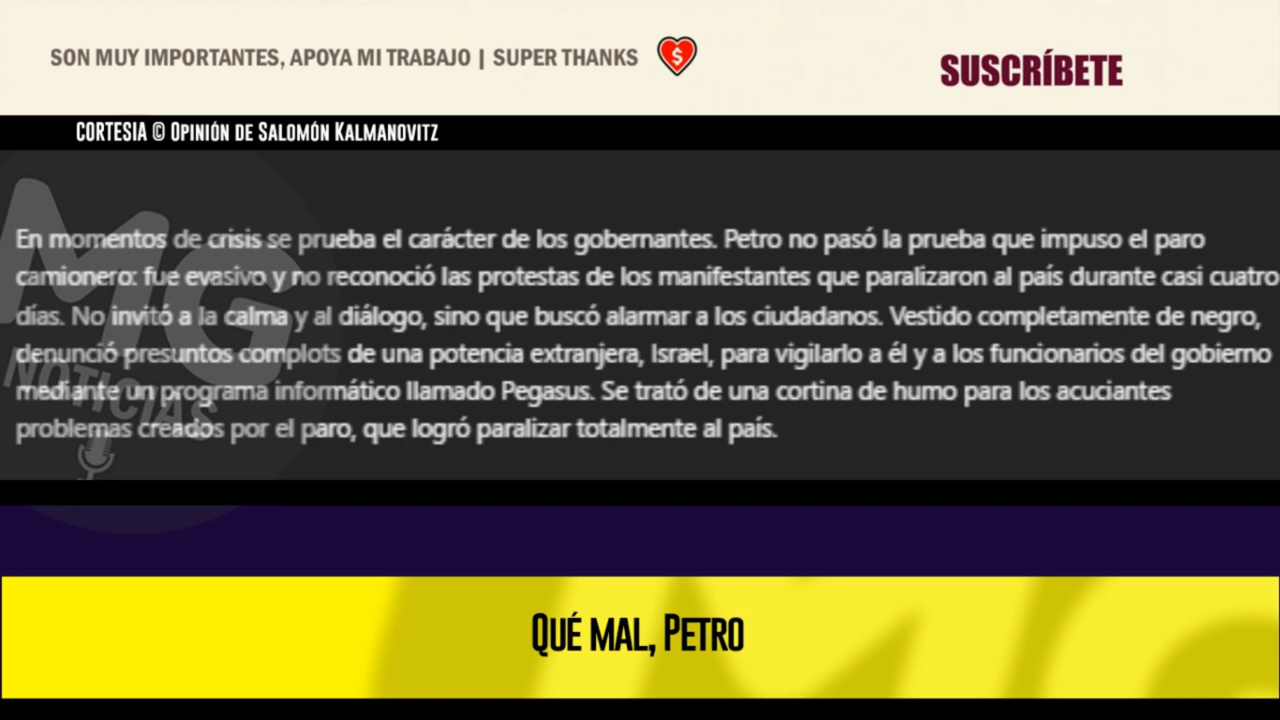 SON MUY IMPORTANTES, APOYA MI TRABAJO | SUPER THANKS $
SUSCRÍBETE
CORTESIA © OPINIÓN DE SALOMÓN KALMANOVITZ
En momentos de crisis se prueba el carácter de los gobernantes. Petro no pasó la prueba que impuso el paro
camionero: fue evasivo y no reconoció las protestas de los manifestantes que paralizaron al país durante casi cuatro
días. No invitó a la calma y al diálogo, sino que buscó alarmar a los ciudadanos. Vestido completamente de negro,
denunció presuntos complots de una potencia extranjera, Israel, para vigilarlo a él y a los funcionarios del gobierno
mediante un programa informático llamado Pegasus. Se trató de una cortina de humo para los acuciantes
problemas creados por el paro, que logró paralizar totalmente al país.
MG
NOTICIAS
QUÉ MAL, PETRO